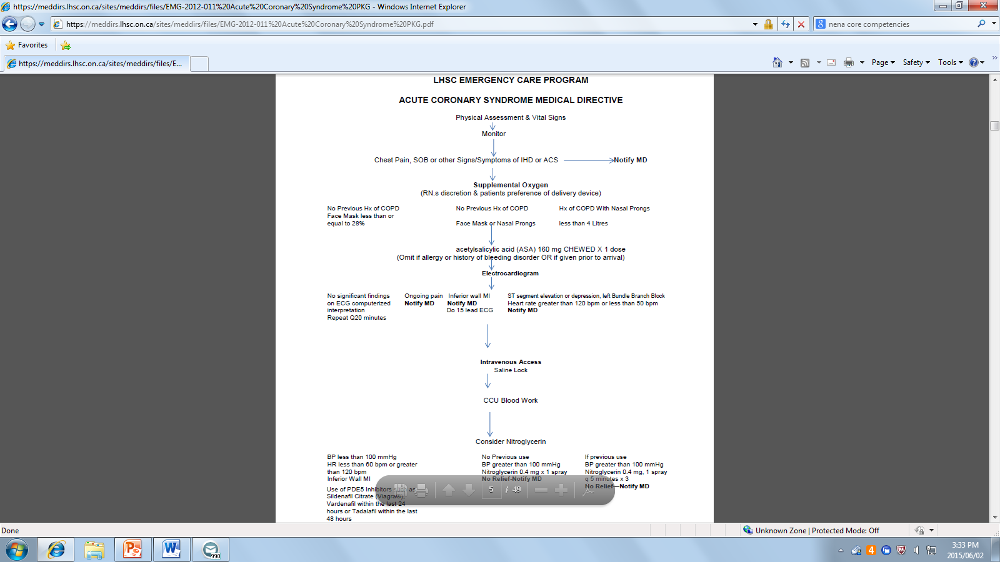 https://meddirs.lhsc.on.ca/sites/meddirs/files/EMG-2012-011%20Acute%20Coronary%20Syndrome%20PKG - Windows Internet Explorer
https://meddirs.lhsc.on.ca/sites/meddirs/files/EMG-2012-011%20Acute%20Coronary%20Syndrome%20PKG.pdf
nena core competencies
Favorites
https://meddirs.lhsc.on.ca/sites/meddirs/files/E...
Page Safety Tools
LHSC EMERGENCY CARE PROGRAM
ACUTE CORONARY SYNDROME MEDICAL DIRECTIVE
Physical Assessment & Vital Signs
Monitor
Chest Pain, SOB or other Signs/Symptoms of IHD or ACS
Notify MD
Supplemental Oxygen
(RN.s discretion & patients preference of delivery device)
No Previous Hx of COPD
Face Mask less than or
equal to 28%
No Previous Hx of COPD
Face Mask or Nasal Prongs
Hx of COPD With Nasal Prongs
less than 4 Litres
acetylsalicylic acid (ASA) 160 mg CHEWED X 1 dose
(Omit if allergy or history of bleeding disorder OR if given prior to arrival)
Electrocardiogram
No significant findings
on ECG computerized
interpretation
Repeat Q20 minutes
Ongoing pain
Notify MD
Inferior wall MI
Notify MD
Do 15 lead ECG
ST segment elevation or depression, left Bundle Branch Block
Heart rate greater than 120 bpm or less than 50 bpm
Notify MD
Intravenous Access
Saline Lock
CCU Blood Work
Consider Nitroglycerin
BP less than 100 mmHg
HR less than 60 bpm or greater
than 120 bpm
Inferior Wall MI
Use of PDE5 Inhibitors such as
Sildenafil Citrate (Viagra),
Vardenafil within the last 24
hours or Tadalafil within the last
48 hours
No Previous use
BP greater than 100 mmHg
Nitroglycerin 0.4 mg x 1 spray
No Relief-Notify MD
If previous use
BP greater than 100 mmHg
Nitroglycerin 0.4 mg, 1 spray
q 5 minutes x 3
No Relief—Notify MD
5 / 49
Done
Unknown Zone | Protected Mode: Off
990
4
3:33 PM
2015/06/02